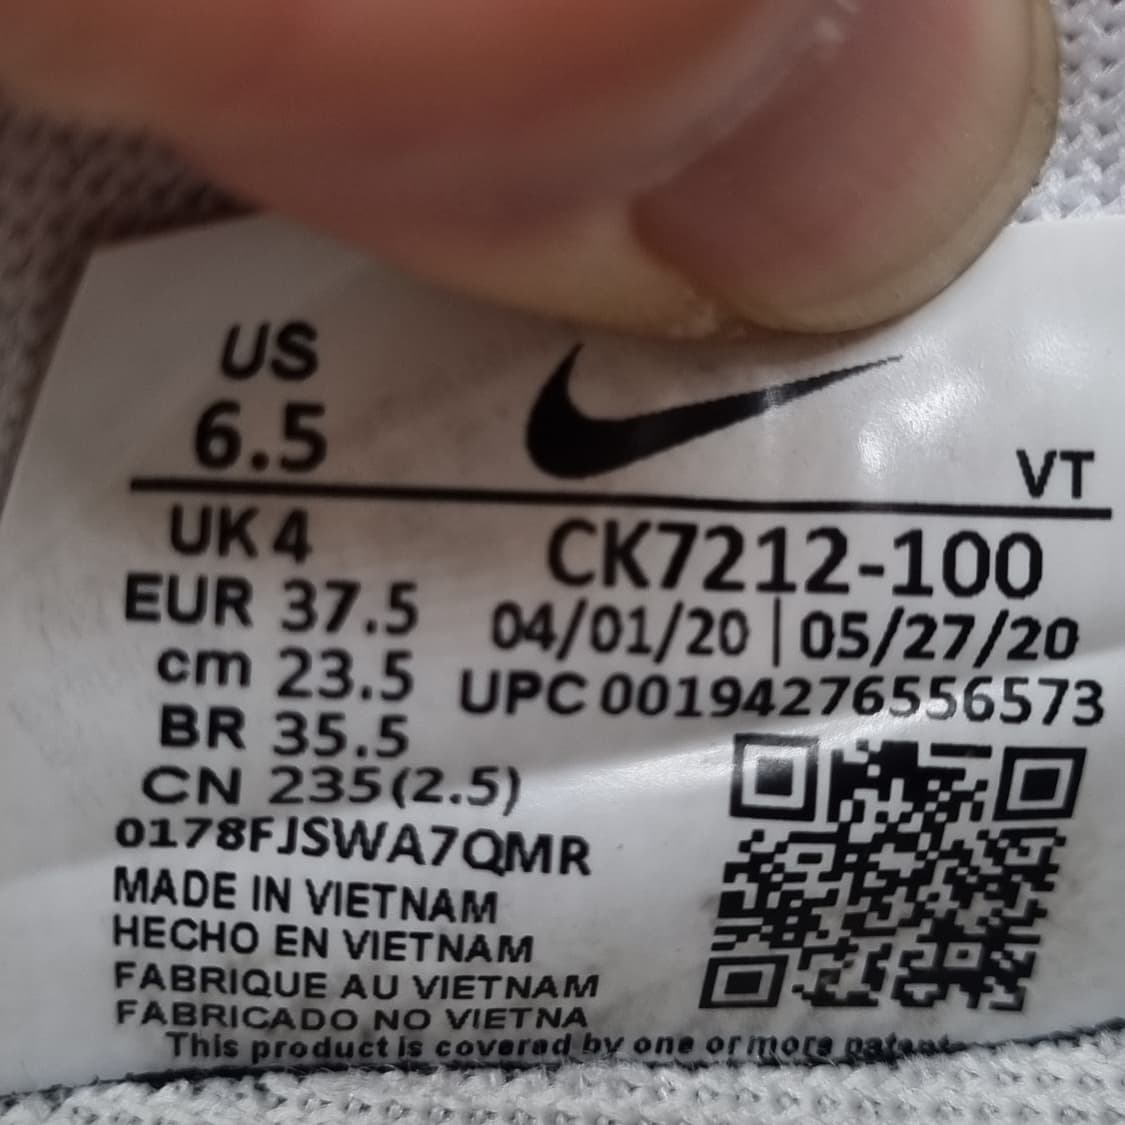 US
6.5
VT
UK 4
CK7212-100
EUR 37.5
04/01/20 | 05/27/20
cm 23.5
UPC 001942765556573
BR 35.5
CN 235(2.5)
0178FJSWA7QMR
MADE IN VIETNAM
HECHO EN VIETNAM
FABRIQUE AU VIETNAM
FABRICADO NO VIETNA
This product is covered by one or more patents